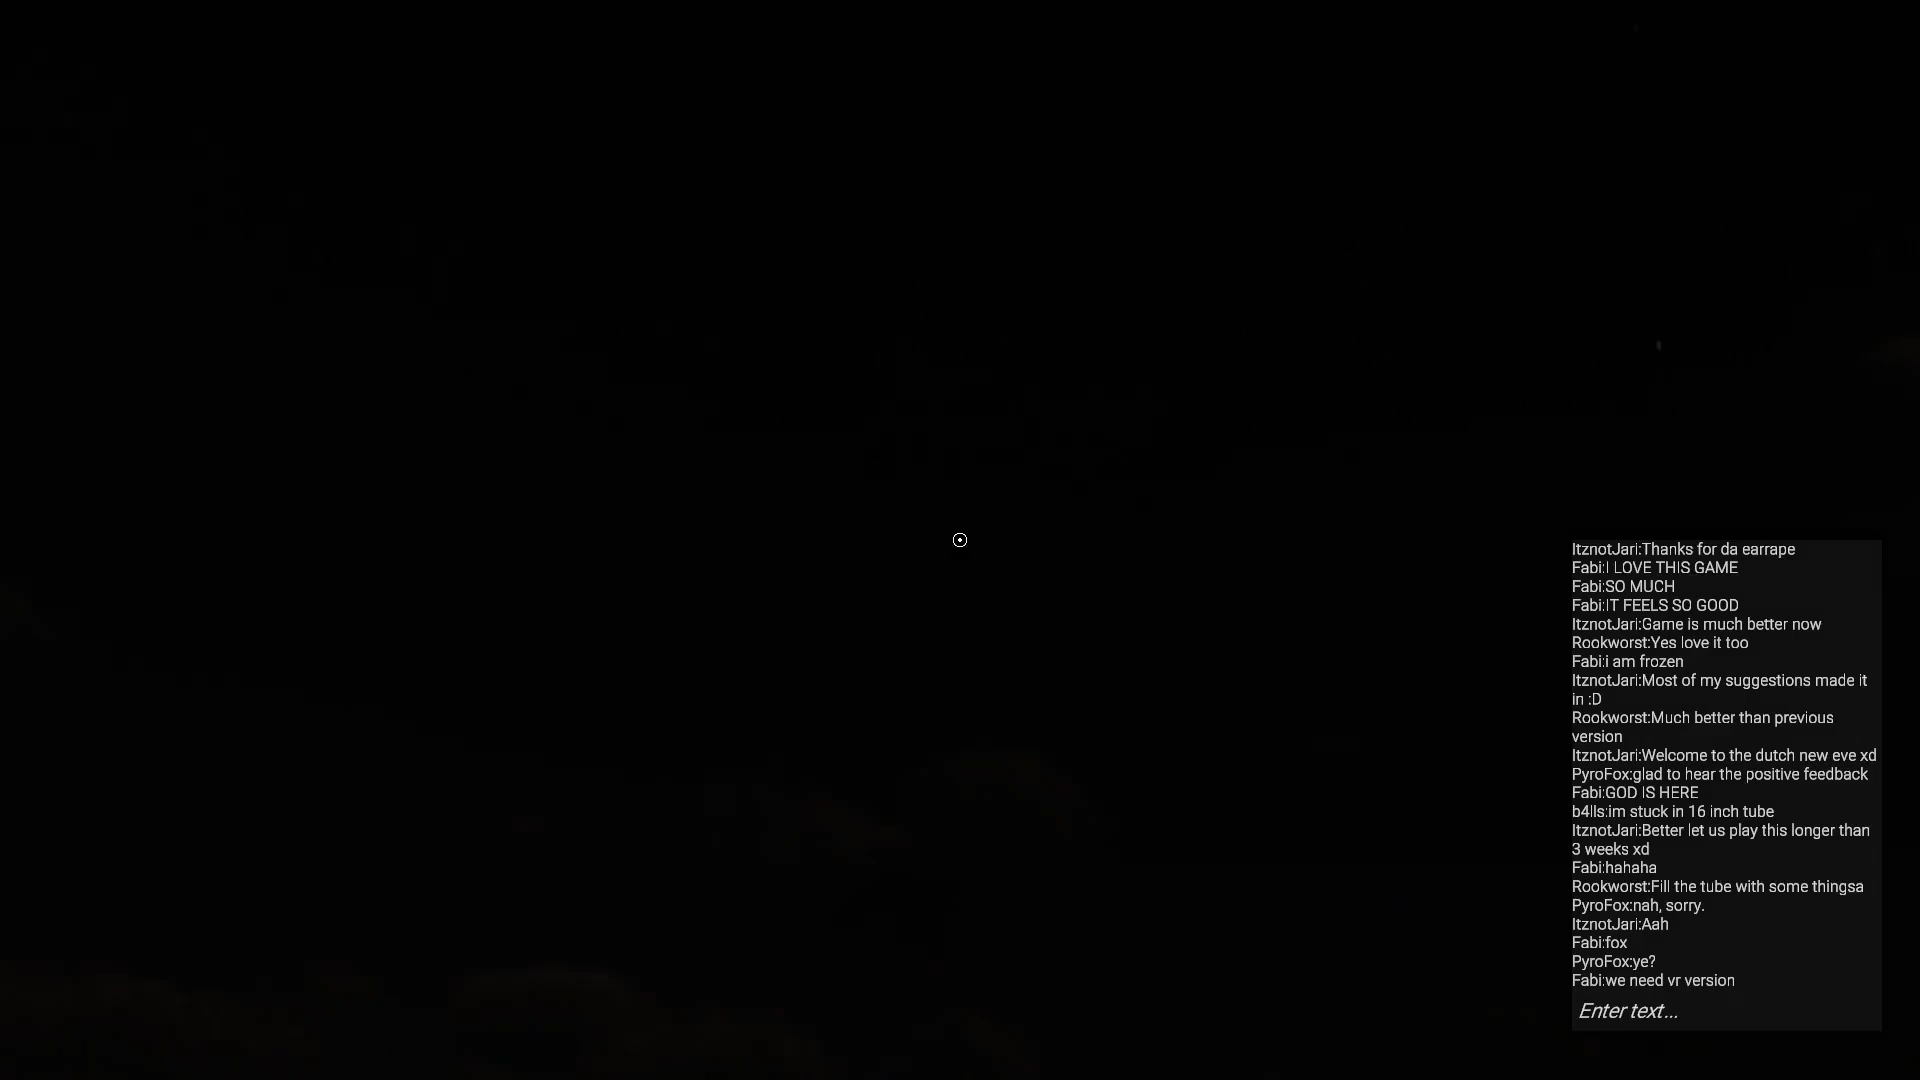 ItznotJari:Thanks for da earrape
Fabi:I LOVE THIS GAME
Fabi:SO MUCH
Fabi:IT FEELS SO GOOD
ItznotJari:Game is much better now
Rookworst:Yes love it too
Fabi:i am frozen
ItznotJari:Most of my suggestions made it
in :D
Rookworst:Much better than previous
version
ItznotJari:Welcome to the dutch new eve xd
PyroFox:glad to hear the positive feedback
Fabi:GOD IS HERE
b4lls:im stuck in 16 inch tube
ItznotJari:Better let us play this longer than
3 weeks xd
Fabi:hahaha
Rookworst:Fill the tube with some thingsa
PyroFox:nah, sorry.
ItznotJari:Aah
Fabi:fox
PyroFox:ye?
Fabi:we need vr version
Enter text...